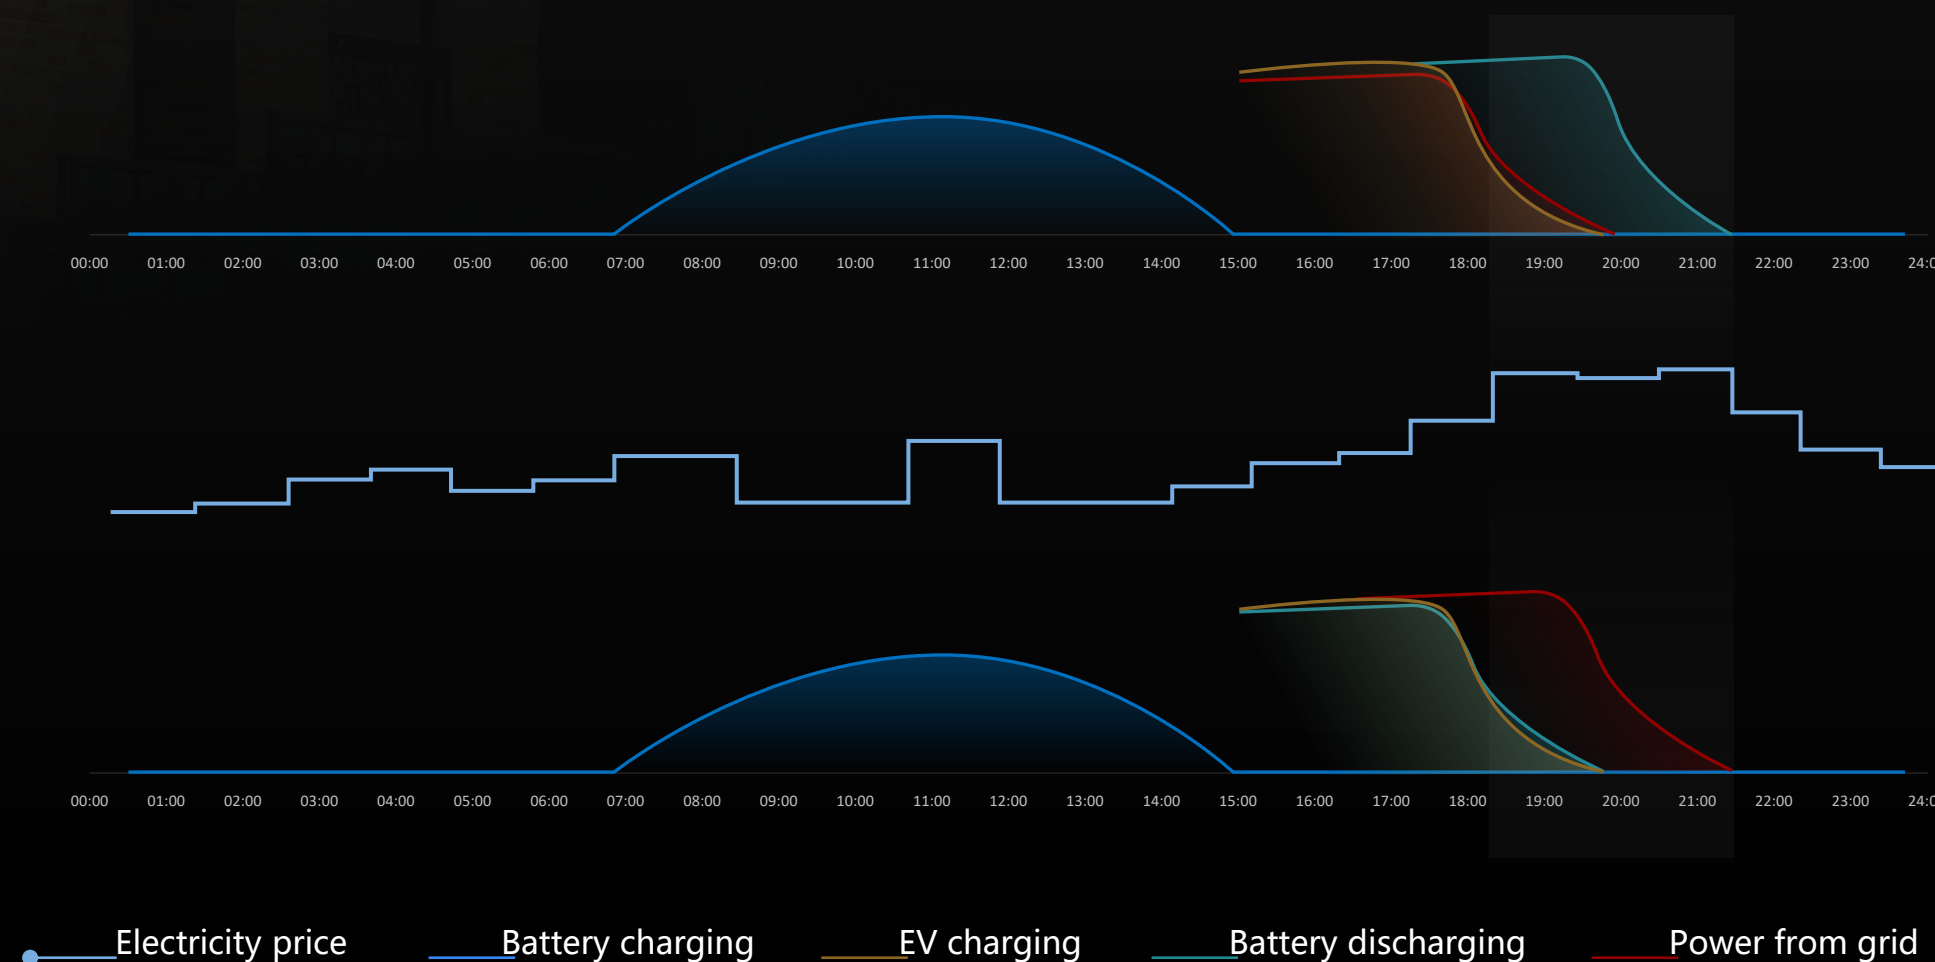 00:00 01:00 02:00 03:00 04:00 05:00 06:00 07:00 08:00 09:00 10:00 11:00 12:00 13:00 14:00 15:00 16:00 17:00 18:00 19:00 20:00 21:00 22:00 23:00 24:0
00:00 01:00 02:00 03:00 04:00 05:00 06:00 07:00 08:00 09:00 10:00 11:00 12:00 13:00 14:00 15:00 16:00 17:00 18:00 19:00 20:00 21:00 22:00 23:00 24:0
Electricity price Battery charging EV charging Battery discharging Power from grid